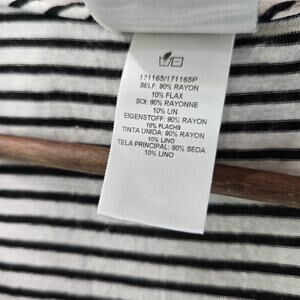 171165/171165P
SELF: 90% RAYON
10% FLAX
SOI: 90% RAYONNE
10% LIN
EIGENSTOFF: 90% RAYON
10% FLACHS
TINTA UNIDA: 90% RAYON
10% LINO
TELA PRINCIPAL: 90% SEDA
10% LINO